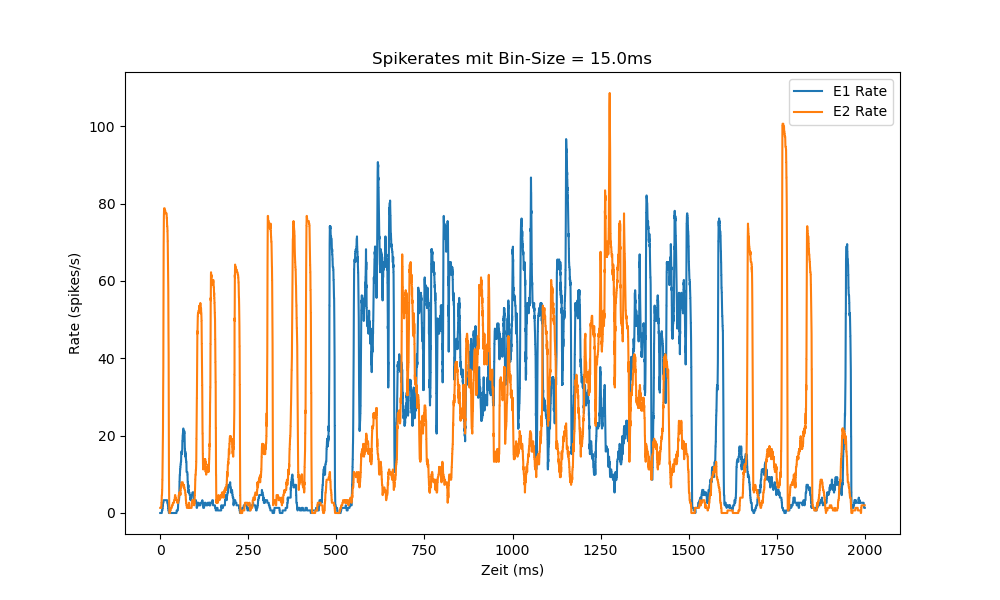 Spikerates mit Bin-Size = 15.0ms
E1 Rate
E2 Rate
100
80
60
40
20
0
Rate (spikes/s)
0 250 500 750 1000 1250 1500 1750 2000
Zeit (ms)